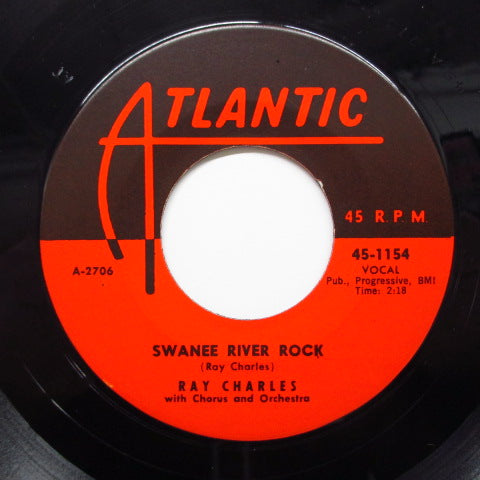 ATLANTIC
45 R.P.M.
A-2706
45-1154
VOCAL
Pub., Progressive, BMI
Time: 2:18
SWANEE RIVER ROCK
(Ray Charles)
RAY CHARLES
with Chorus and Orchestra